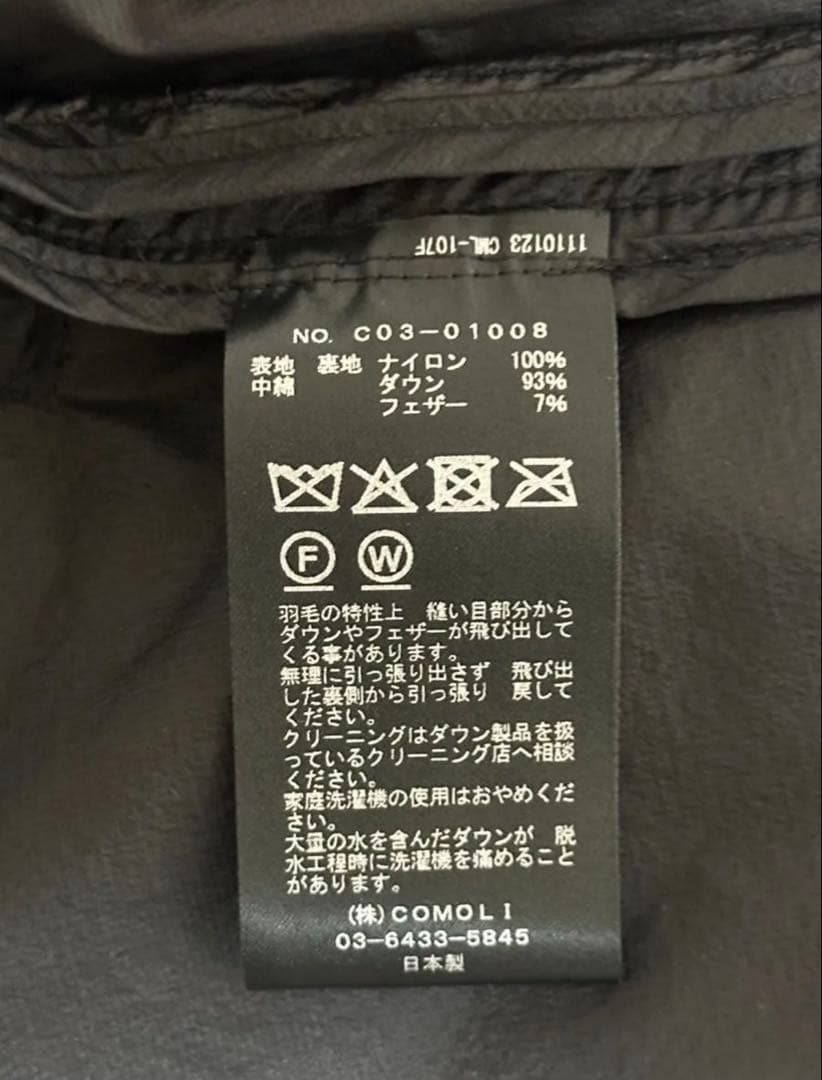 1110123 CML-107F
NO. C03-01008
表地 裏地 ナイロン 100%
中綿 ダウン 93%
フェザー 7%
F W
羽毛の特性上 縫い目部分から
ダウンやフェザーが飛び出して
くる事があります。
無理に引っ張り出さず 飛び出
した裏側から引っ張り 戻して
ください。
クリーニングはダウン製品を扱
っているクリーニング店へ相談
ください。
家庭洗濯機の使用はおやめくだ
さい。
大量の水を含んだダウンが 脱
水工程時に洗濯機を痛めること
があります。
(株)COMOLI
03-6433-5845
日本製